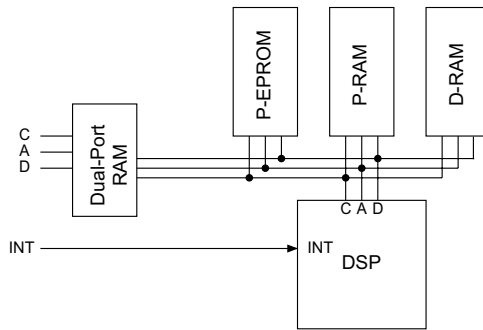 P-EPROM
P-RAM
D-RAM
C
A
D
Dual-Port
RAM
C A D
INT
INT
DSP